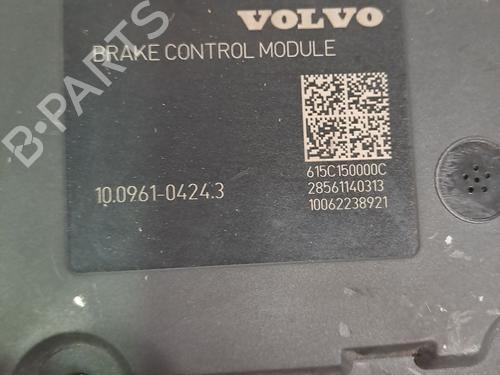 VOLVO
BRAKE CONTROL MODULE
B-PARTS
615C150000C
10.0961-0424.3
28561140313
10062238921